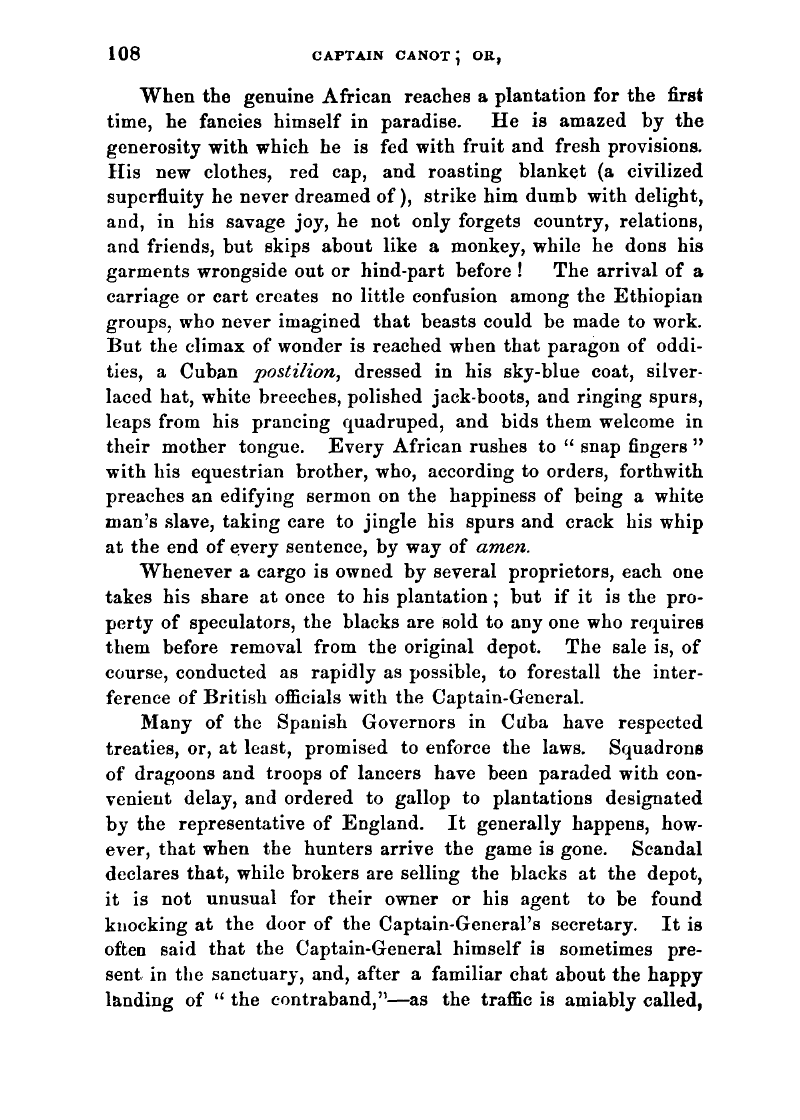 108 CAPTAIN CANOT; OR,
When the genuine African reaches a plantation for the first
time, he fancies himself in paradise. He is amazed by the
generosity with which he is fed with fruit and fresh provisions.
His new clothes, red cap, and roasting blanket (a civilized
superfluity he never dreamed of), strike him dumb with delight,
and, in his savage joy, he not only forgets country, relations,
and friends, but skips about like a monkey, while he dons his
garments wrongside out or hind-part before! The arrival of a
carriage or cart creates no little confusion among the Ethiopian
groups, who never imagined that beasts could be made to work.
But the climax of wonder is reached when that paragon of oddi-
ties, a Cuban postilion, dressed in his sky-blue coat, silver-
laced hat, white breeches, polished jack-boots, and ringing spurs,
leaps from his prancing quadruped, and bids them welcome in
their mother tongue. Every African rushes to "snap fingers"
with his equestrian brother, who, according to orders, forthwith
preaches an edifying sermon on the happiness of being a white
man's slave, taking care to jingle his spurs and crack his whip
at the end of every sentence, by way of amen.
Whenever a cargo is owned by several proprietors, each one
takes his share at once to his plantation; but if it is the pro-
perty of speculators, the blacks are sold to any one who requires
them before removal from the original depot. The sale is, of
course, conducted as rapidly as possible, to forestall the inter-
ference of British officials with the Captain-General.
Many of the Spanish Governors in Cuba have respected
treaties, or, at least, promised to enforce the laws. Squadrons
of dragoons and troops of lancers have been paraded with con-
venient delay, and ordered to gallop to plantations designated
by the representative of England. It generally happens, how-
ever, that when the hunters arrive the game is gone. Scandal
declares that, while brokers are selling the blacks at the depot,
it is not unusual for their owner or his agent to be found
knocking at the door of the Captain-General's secretary. It is
often said that the Captain-General himself is sometimes pre-
sent in the sanctuary, and, after a familiar chat about the happy
landing of "the contraband,"—as the traffic is amiably called,